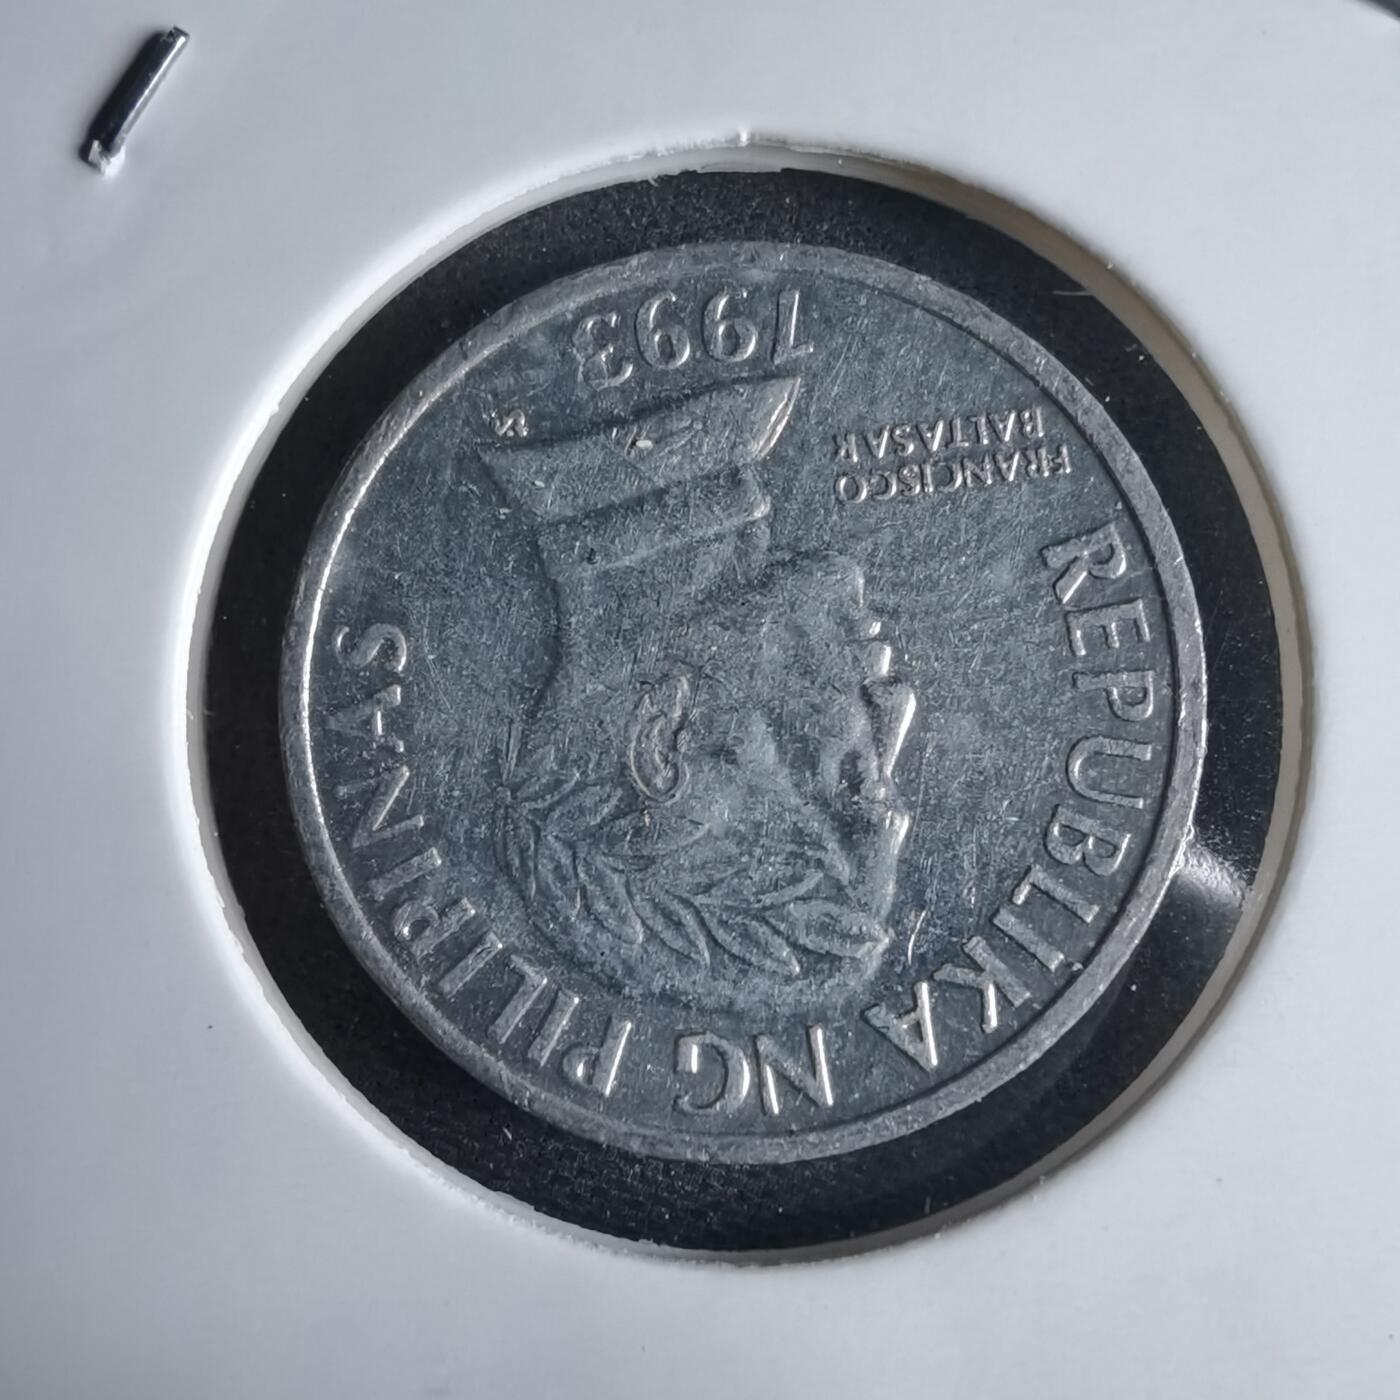 REPUBLIKA NG PILIPINAS
FRANCISCO
BALTASAR
1993